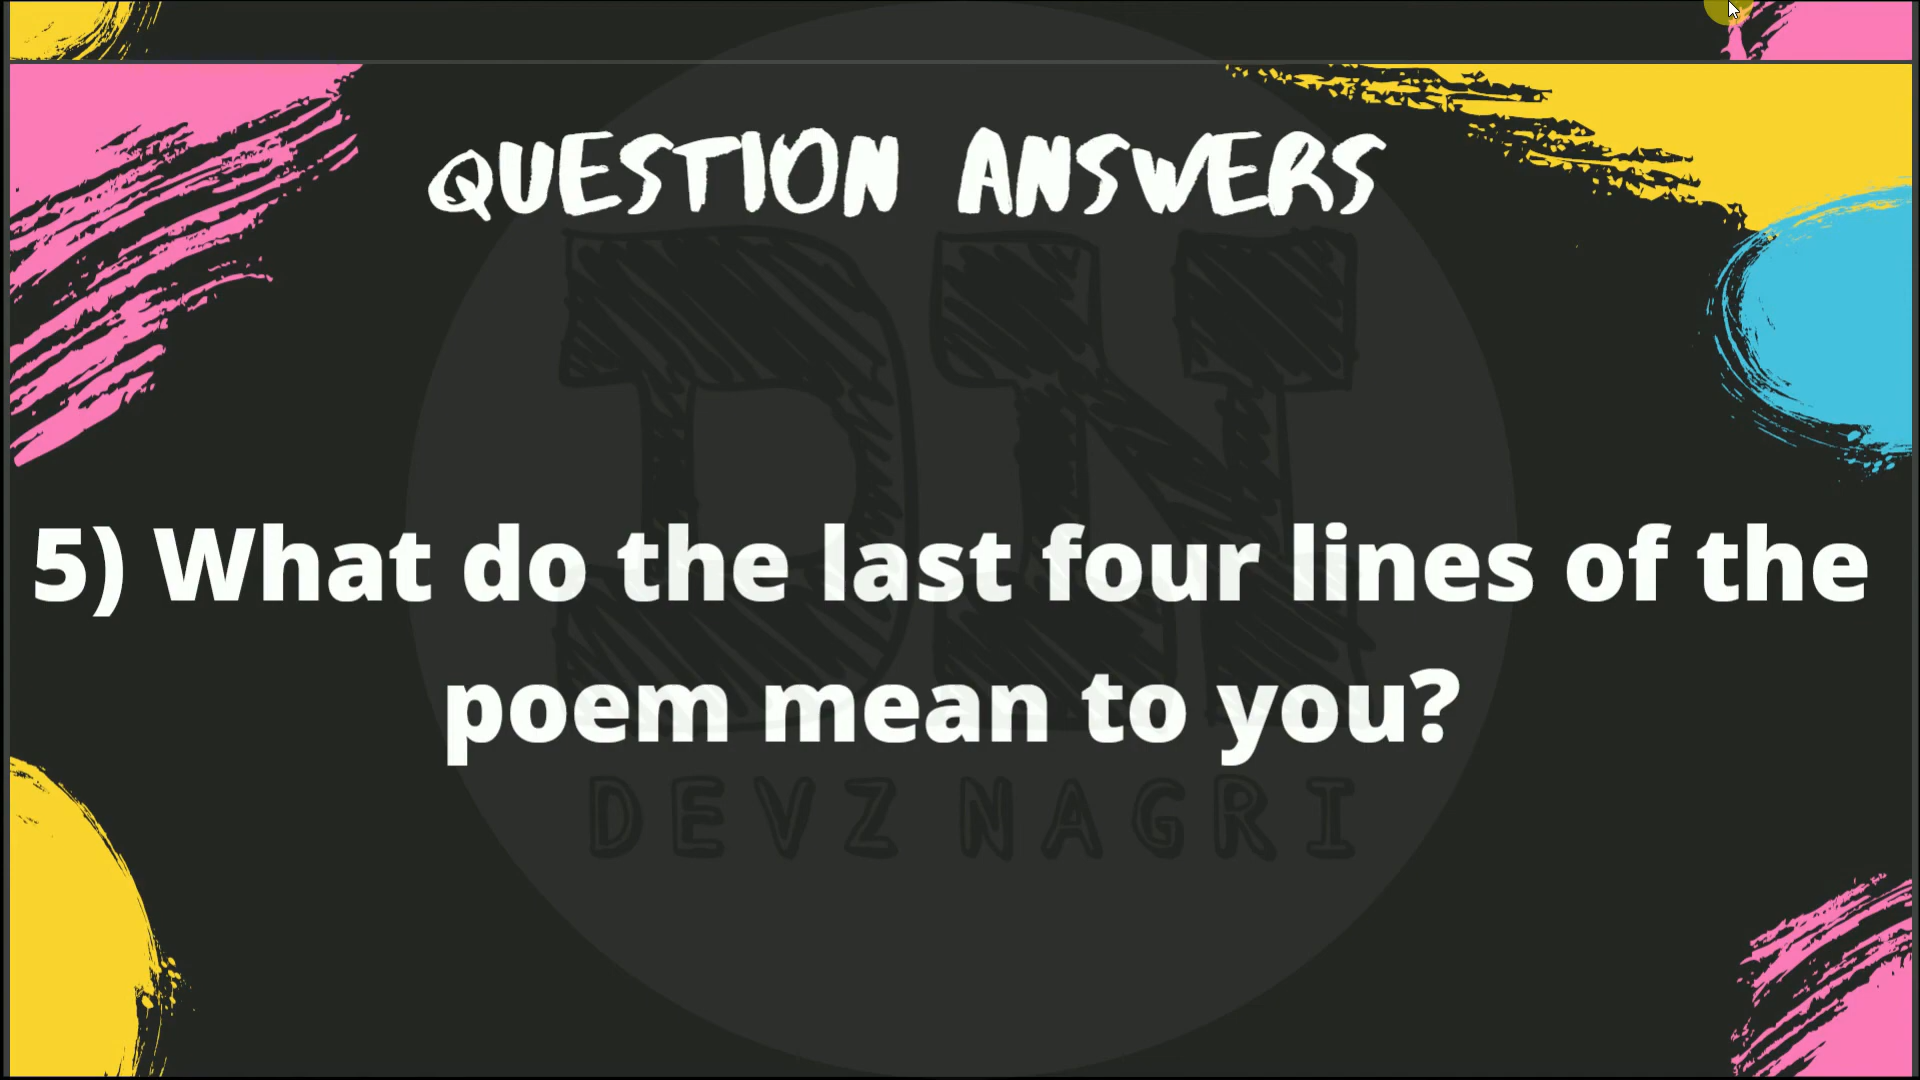 QUESTION ANSWERS
5) What do the last four lines of the
poem mean to you?
DN
DEVZ NAGRI